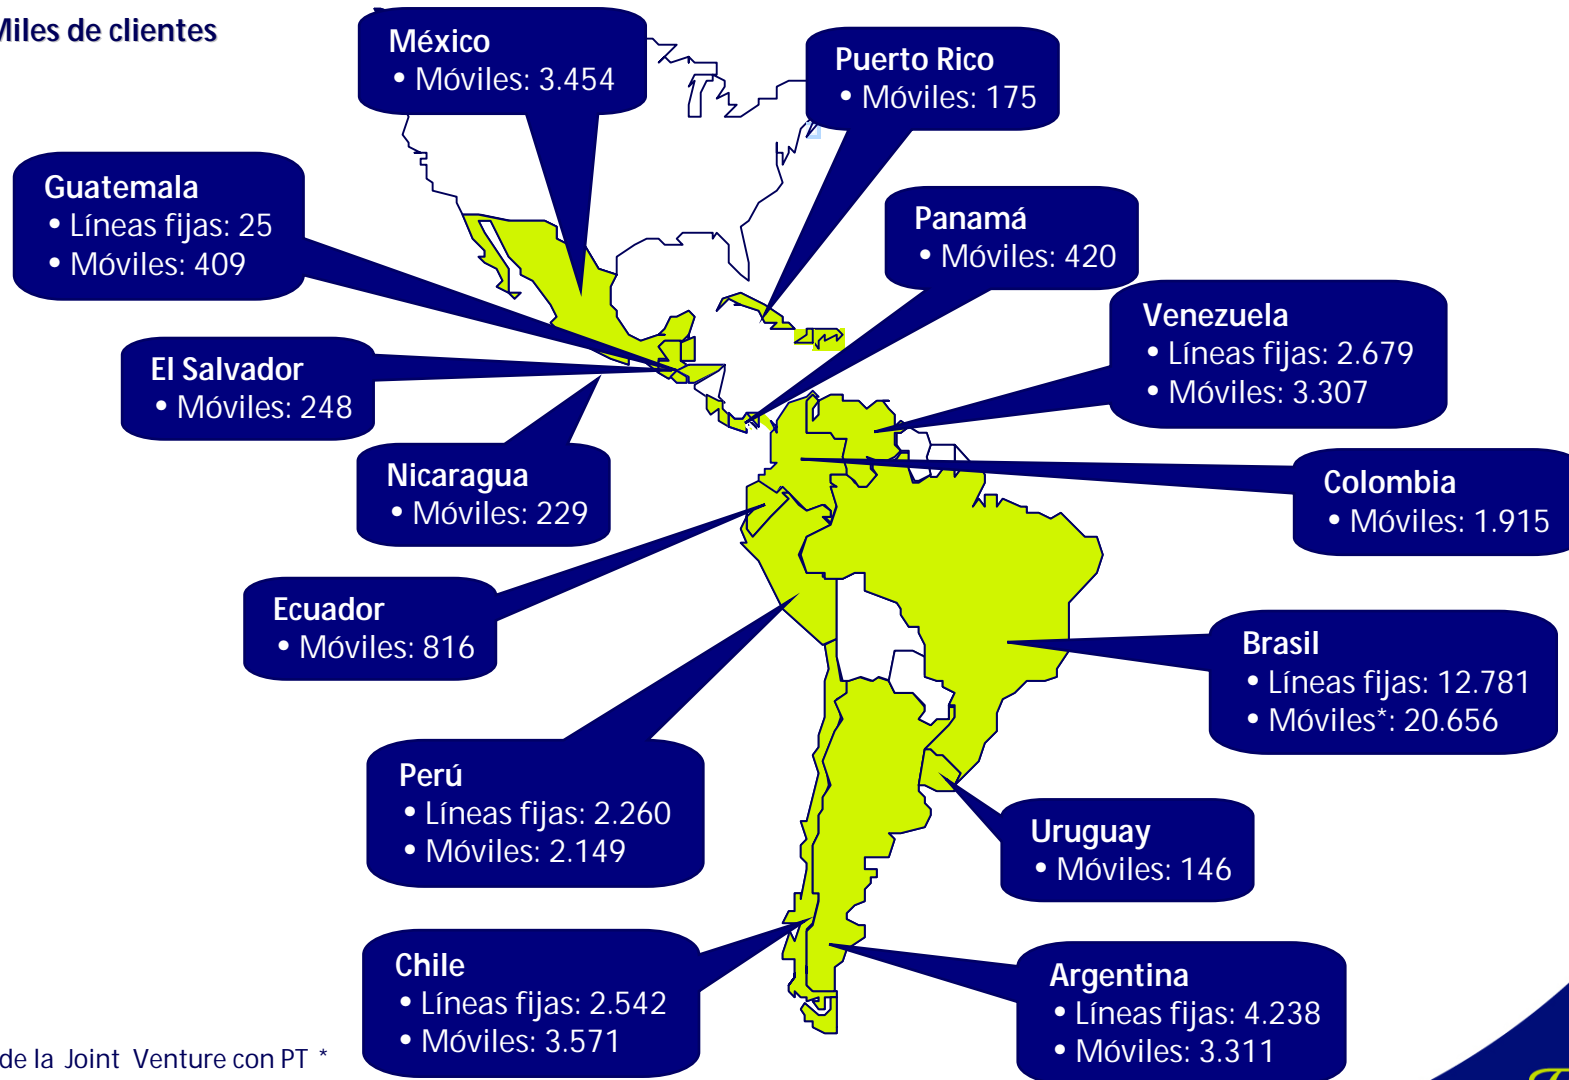 Miles de clientes
México
• Móviles: 3.454
Puerto Rico
• Móviles: 175
Guatemala
• Líneas fijas: 25
• Móviles: 409
Panamá
• Móviles: 420
Venezuela
• Líneas fijas: 2.679
• Móviles: 3.307
El Salvador
• Móviles: 248
Nicaragua
• Móviles: 229
Colombia
• Móviles: 1.915
Ecuador
• Móviles: 816
Brasil
• Líneas fijas: 12.781
• Móviles*: 20.656
Perú
• Líneas fijas: 2.260
• Móviles: 2.149
Uruguay
• Móviles: 146
Chile
• Líneas fijas: 2.542
• Móviles: 3.571
Argentina
• Líneas fijas: 4.238
• Móviles: 3.311
de la Joint Venture con PT *